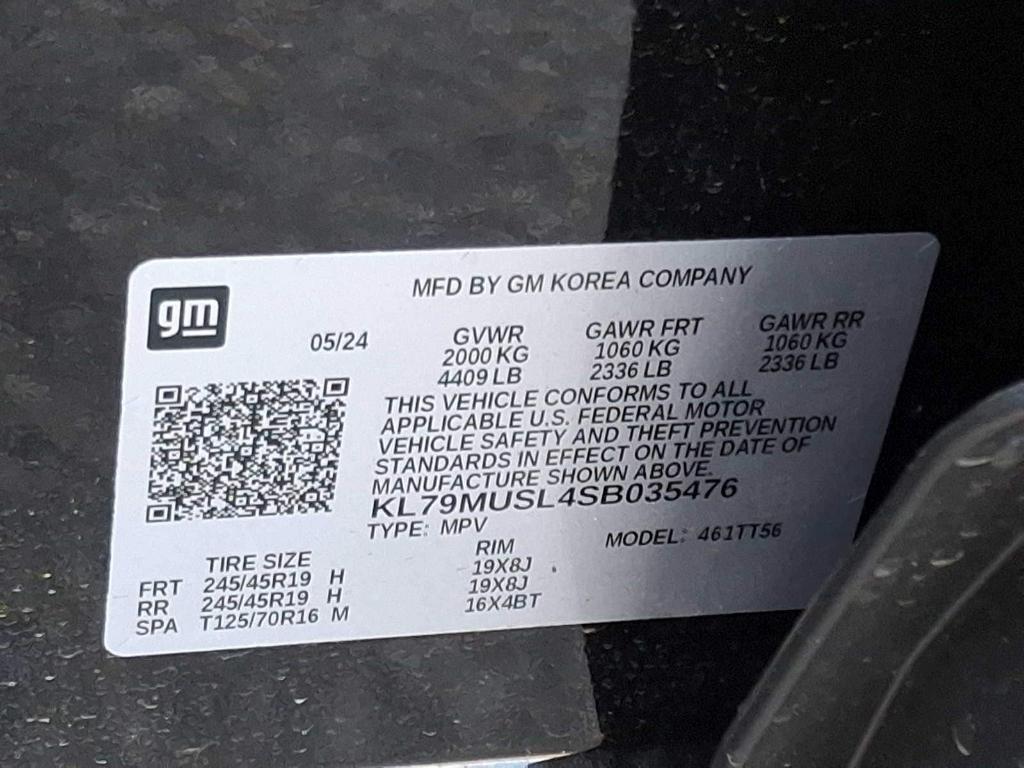 MFD BY GM KOREA COMPANY
gm
05/24
GVWR GAWR FRT GAWR RR
2000 KG 1060 KG 1060 KG
4409 LB 2336 LB 2336 LB
THIS VEHICLE CONFORMS TO ALL
APPLICABLE U.S. FEDERAL MOTOR
VEHICLE SAFETY AND THEFT PREVENTION
STANDARDS IN EFFECT ON THE DATE OF
MANUFACTURE SHOWN ABOVE.
KL79MUSL4SB035476
TYPE: MPV MODEL: 461TT56
TIRE SIZE RIM
FRT 245/45R19 H 19X8J
RR 245/45R19 H 19X8J
SPA T125/70R16 M 16X4BT